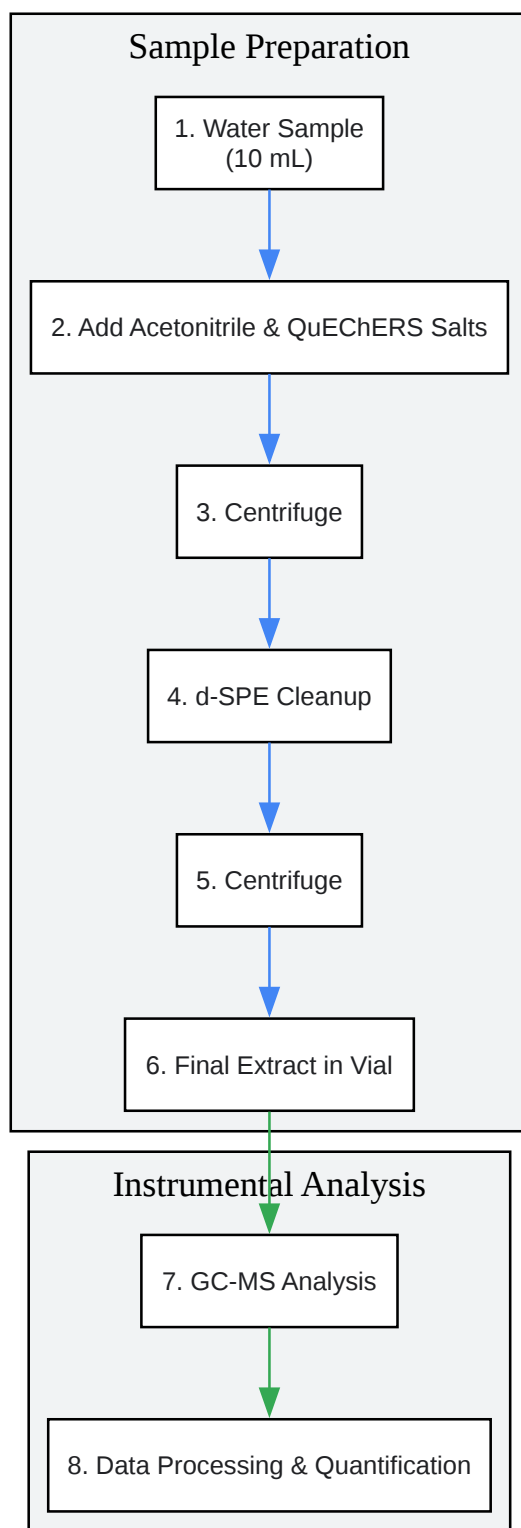 Sample Preparation
1. Water Sample
(10 mL)
2. Add Acetonitrile & QuEChERS Salts
3. Centrifuge
4. d-SPE Cleanup
5. Centrifuge
6. Final Extract in Vial
Instrumental Analysis
7. GC-MS Analysis
8. Data Processing & Quantification